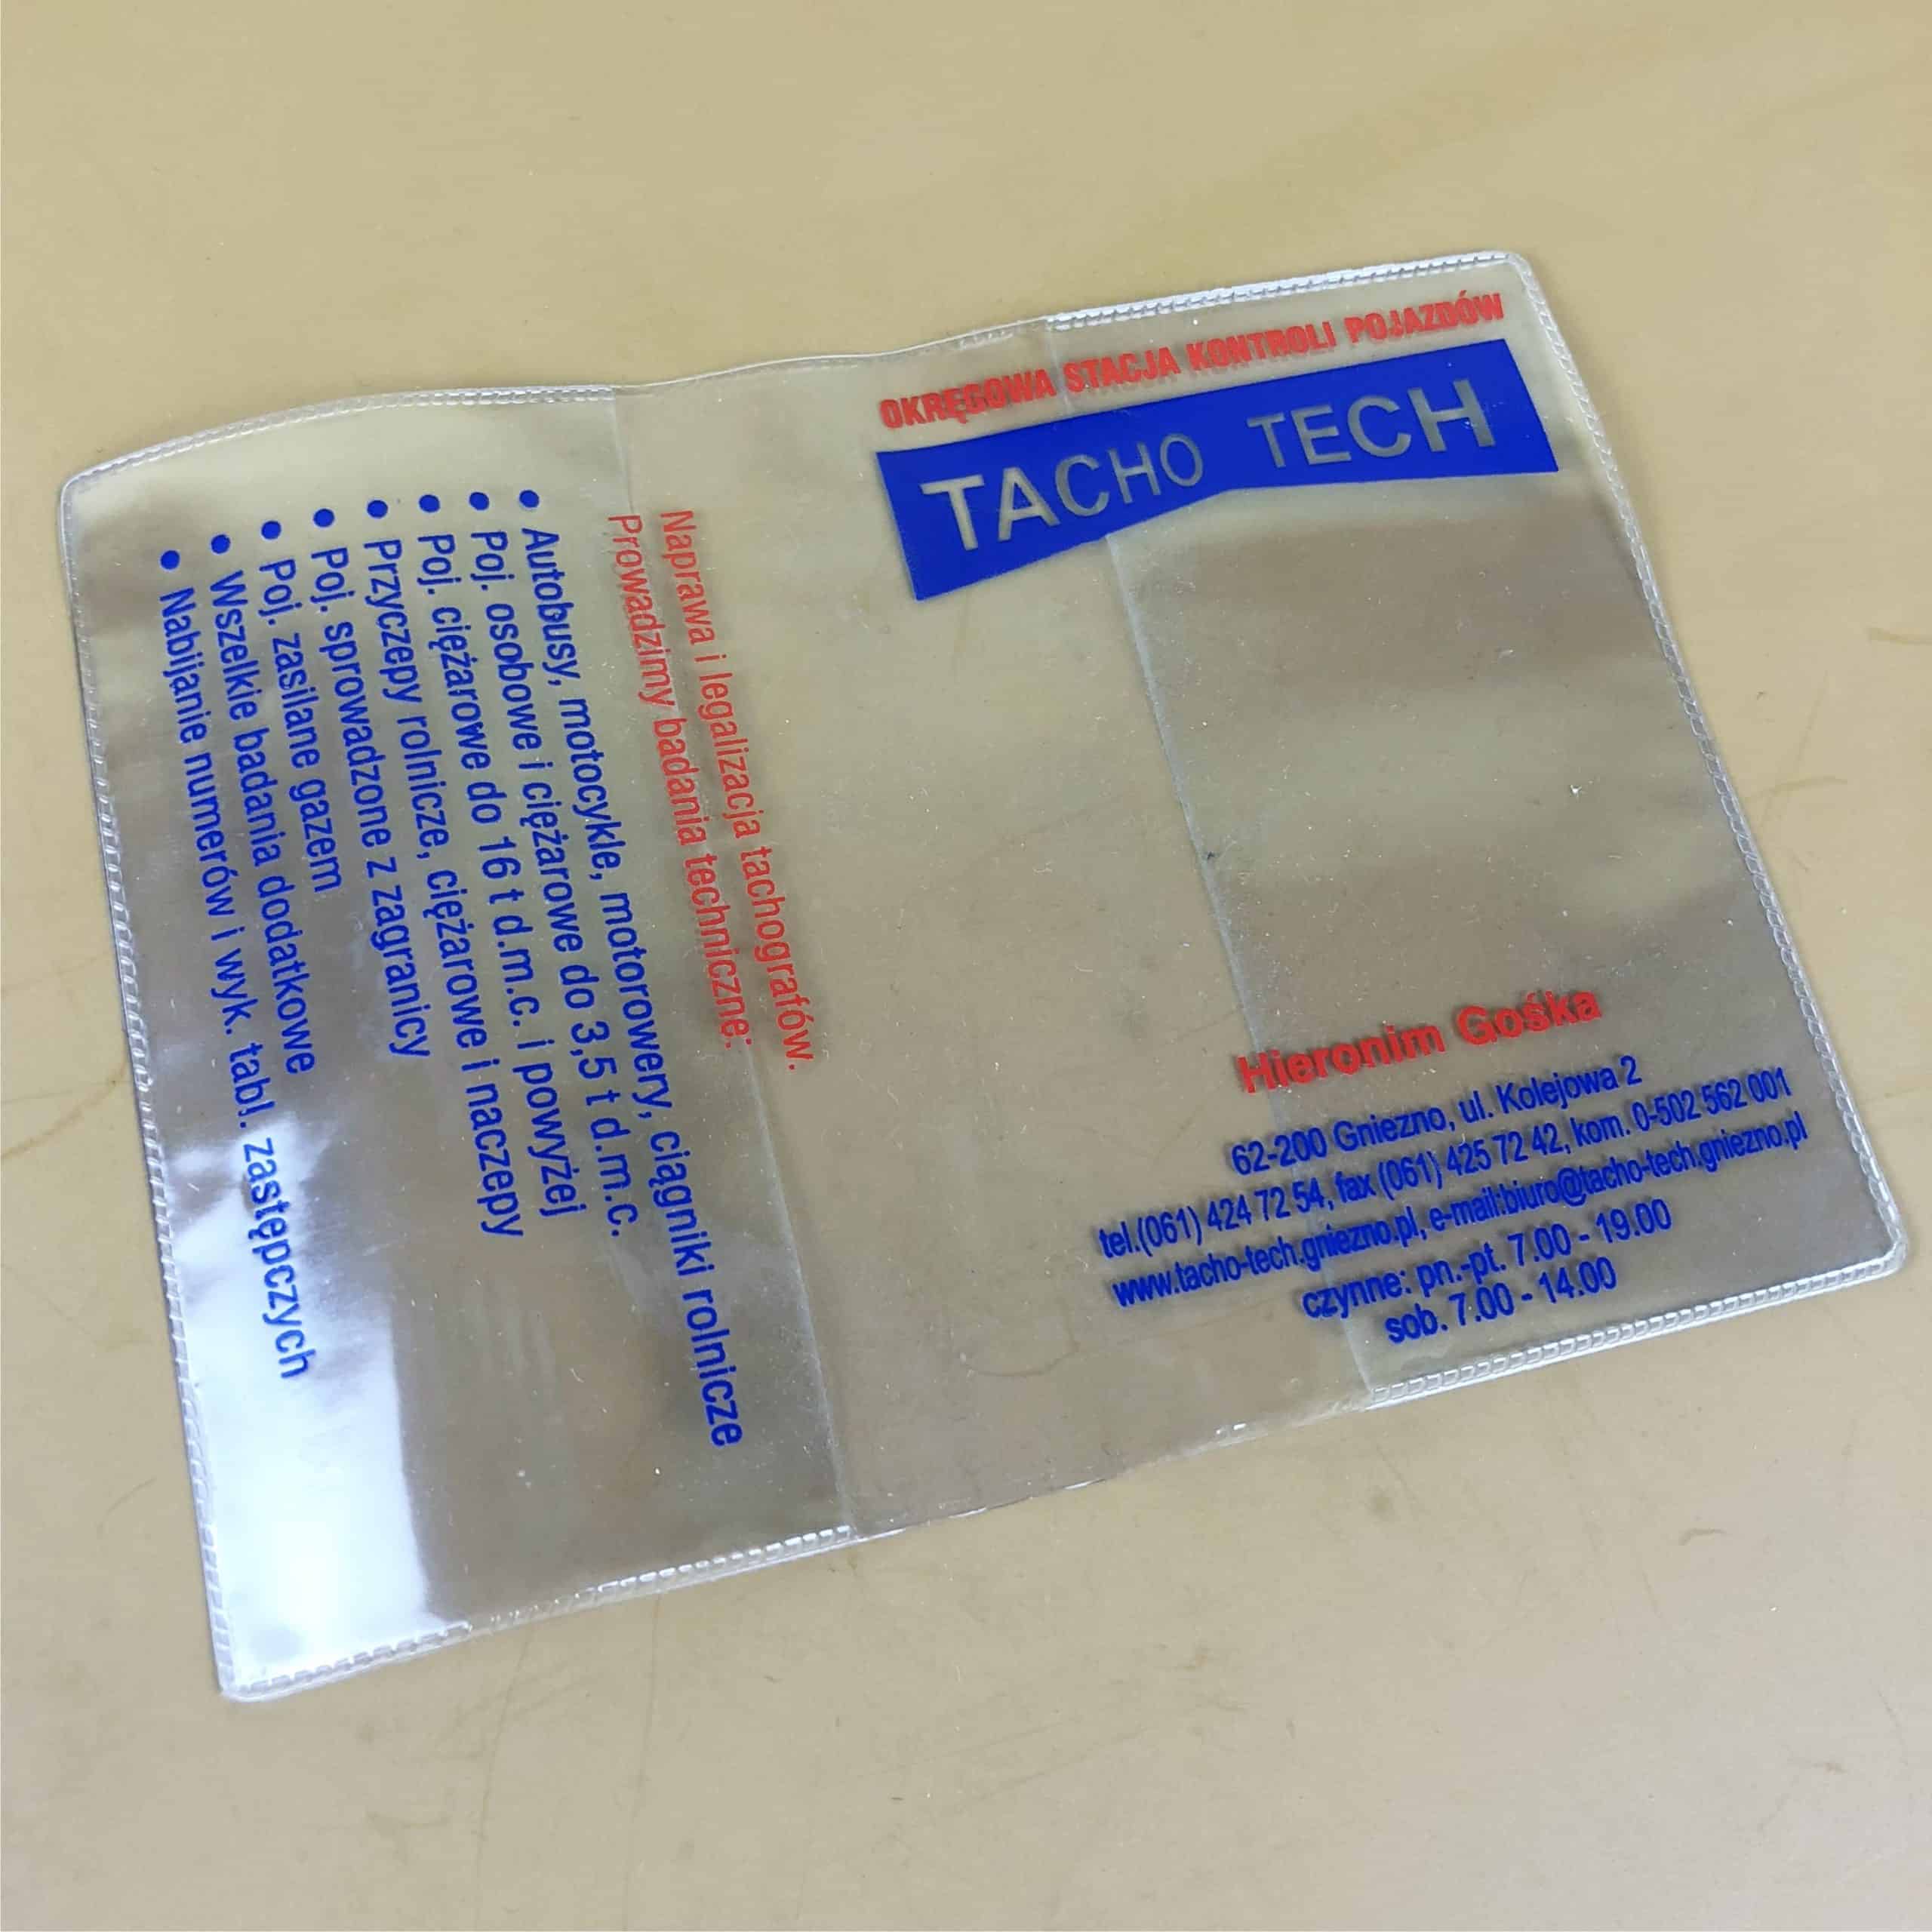 OKRĘGOWA STACJA KONTROLI POJAZDÓW
TACHO TECH
Hieronim Gośka
62-200 Gniezno, ul. Kolejowa 2
tel.(061) 424 72 54, fax (061) 425 72 42, kom. 0-502 562 001
www.tacho-tech.gniezno.pl, e-mail:biuro@tacho-tech.gniezno.pl
czynne: pn.-pt. 7.00 - 19.00
sob. 7.00 - 14.00
Naprawa i legalizacja tachografów.
Prowadzimy badania techniczne:
• Autobusy, motocykle, motorowery, ciągniki rolnicze
• Poj. osobowe i ciężarowe do 3,5 t d.m.c.
• Poj. ciężarowe do 16 t d.m.c. i powyżej
• Przyczepy rolnicze, ciężarowe i naczepy
• Poj. sprowadzone z zagranicy
• Poj. zasilane gazem
• Wszelkie badania dodatkowe
• Nabijanie numerów i wyk. tabl. zastępczych